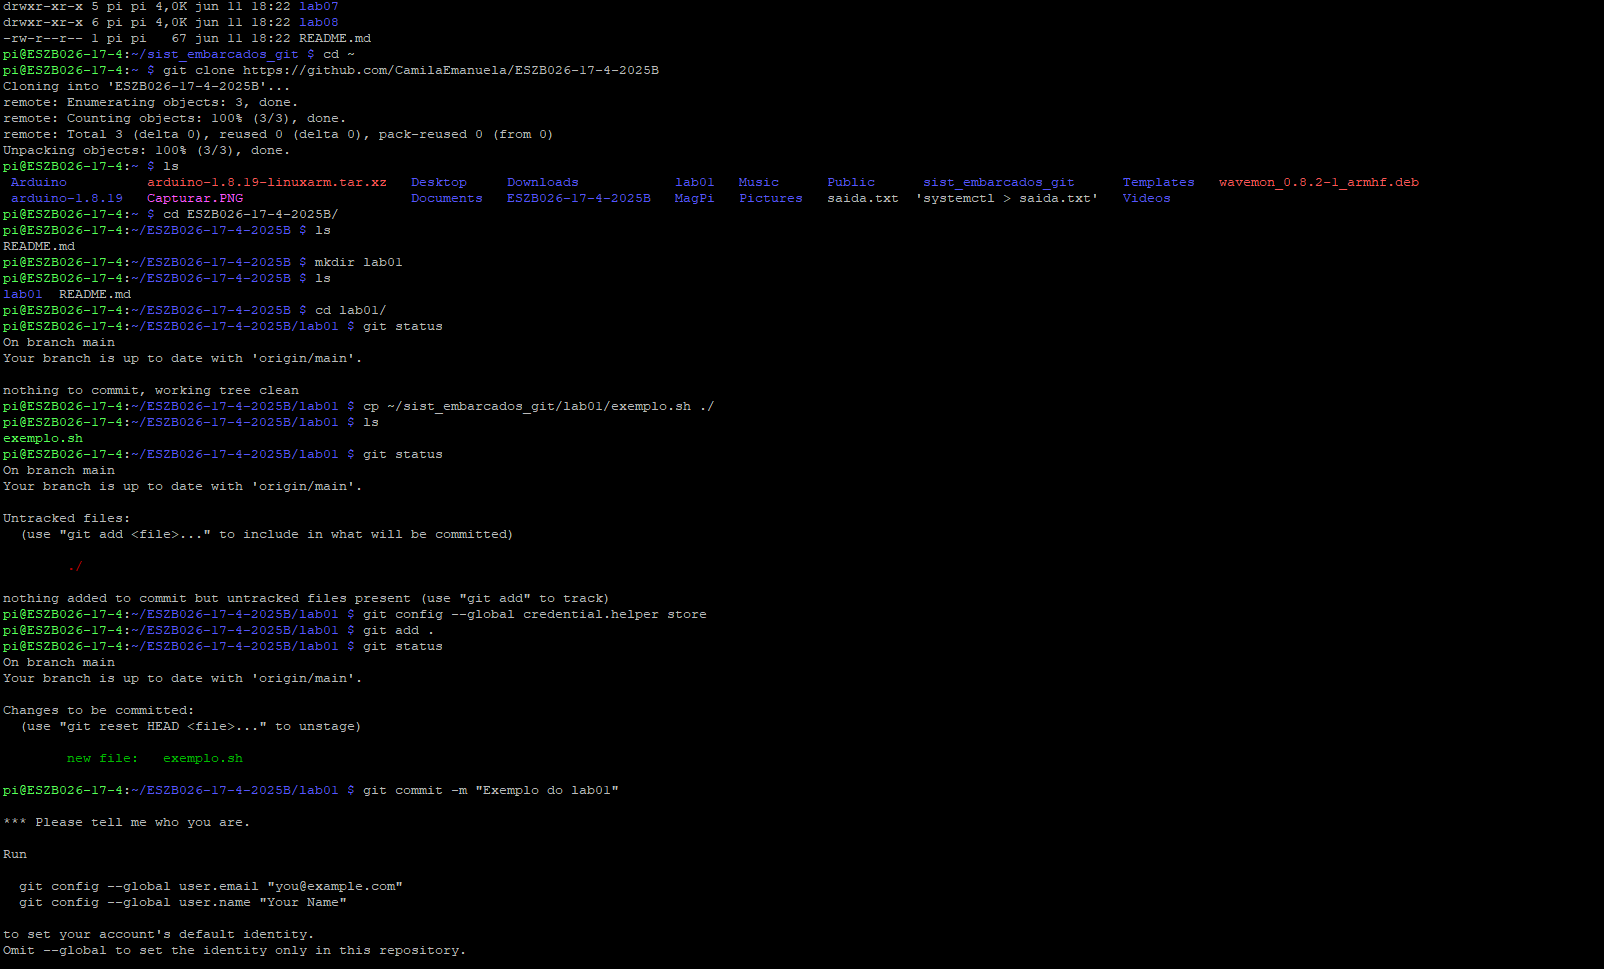 drwxr-xr-x 5 pi pi 4,0K jun 11 18:22 lab07
drwxr-xr-x 6 pi pi 4,0K jun 11 18:22 lab08
-rw-r--r-- 1 pi pi   67 jun 11 18:22 README.md
pi@ESZB026-17-4:~/sist_embarcados_git $ cd ~
pi@ESZB026-17-4:~ $ git clone https://github.com/CamilaEmanuela/ESZB026-17-4-2025B
Cloning into 'ESZB026-17-4-2025B'...
remote: Enumerating objects: 3, done.
remote: Counting objects: 100% (3/3), done.
remote: Total 3 (delta 0), reused 0 (delta 0), pack-reused 0 (from 0)
Unpacking objects: 100% (3/3), done.
pi@ESZB026-17-4:~ $ ls
 Arduino          arduino-1.8.19-linuxarm.tar.xz   Desktop     Downloads            lab01   Music      Public      sist_embarcados_git      Templates   wavemon_0.8.2-1_armhf.deb
 arduino-1.8.19   Capturar.PNG                     Documents   ESZB026-17-4-2025B   MagPi   Pictures   saida.txt  'systemctl > saida.txt'   Videos
pi@ESZB026-17-4:~ $ cd ESZB026-17-4-2025B/
pi@ESZB026-17-4:~/ESZB026-17-4-2025B $ ls
README.md
pi@ESZB026-17-4:~/ESZB026-17-4-2025B $ mkdir lab01
pi@ESZB026-17-4:~/ESZB026-17-4-2025B $ ls
lab01  README.md
pi@ESZB026-17-4:~/ESZB026-17-4-2025B $ cd lab01/
pi@ESZB026-17-4:~/ESZB026-17-4-2025B/lab01 $ git status
On branch main
Your branch is up to date with 'origin/main'.

nothing to commit, working tree clean
pi@ESZB026-17-4:~/ESZB026-17-4-2025B/lab01 $ cp ~/sist_embarcados_git/lab01/exemplo.sh ./
pi@ESZB026-17-4:~/ESZB026-17-4-2025B/lab01 $ ls
exemplo.sh
pi@ESZB026-17-4:~/ESZB026-17-4-2025B/lab01 $ git status
On branch main
Your branch is up to date with 'origin/main'.

Untracked files:
  (use "git add <file>..." to include in what will be committed)

        ./

nothing added to commit but untracked files present (use "git add" to track)
pi@ESZB026-17-4:~/ESZB026-17-4-2025B/lab01 $ git config --global credential.helper store
pi@ESZB026-17-4:~/ESZB026-17-4-2025B/lab01 $ git add .
pi@ESZB026-17-4:~/ESZB026-17-4-2025B/lab01 $ git status
On branch main
Your branch is up to date with 'origin/main'.

Changes to be committed:
  (use "git reset HEAD <file>..." to unstage)

        new file:   exemplo.sh

pi@ESZB026-17-4:~/ESZB026-17-4-2025B/lab01 $ git commit -m "Exemplo do lab01"

*** Please tell me who you are.

Run

  git config --global user.email "you@example.com"
  git config --global user.name "Your Name"

to set your account's default identity.
Omit --global to set the identity only in this repository.